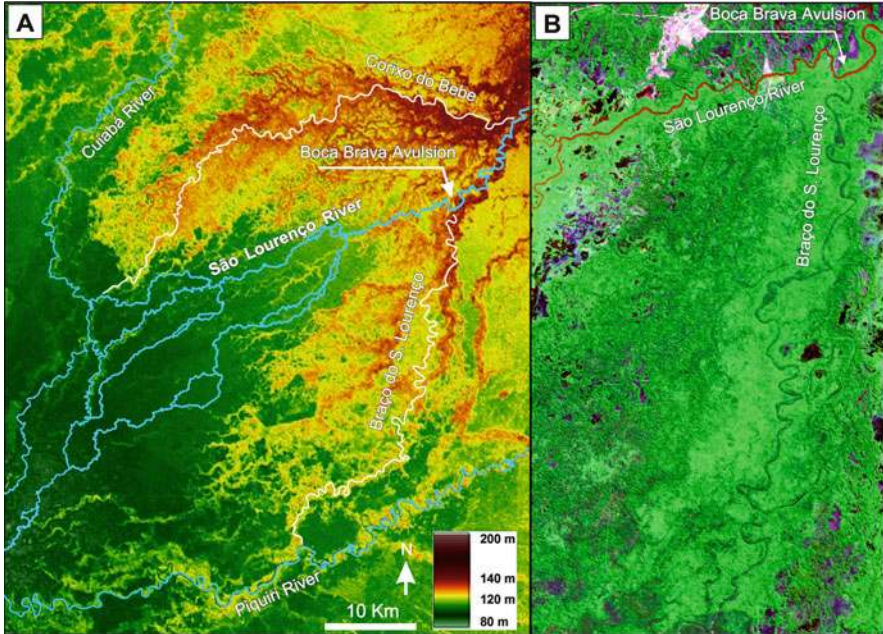 A
Cuiabá River
Corixo do Bebe
Boca Brava Avulsion
São Lourenço River
Braço do S. Lourenço
Piquiri River
N
10 Km
200 m
140 m
120 m
80 m
B
Boca Brava Avulsion
São Lourenço River
Braço do S. Lourenço